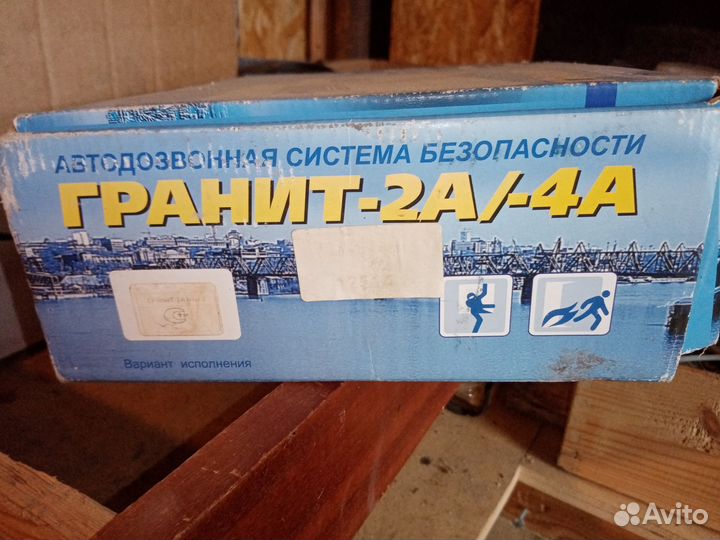 АВТОДОЗВОННАЯ СИСТЕМА БЕЗОПАСНОСТИ
ГРАНИТ-2А/-4А
Вариант исполнения
Avito